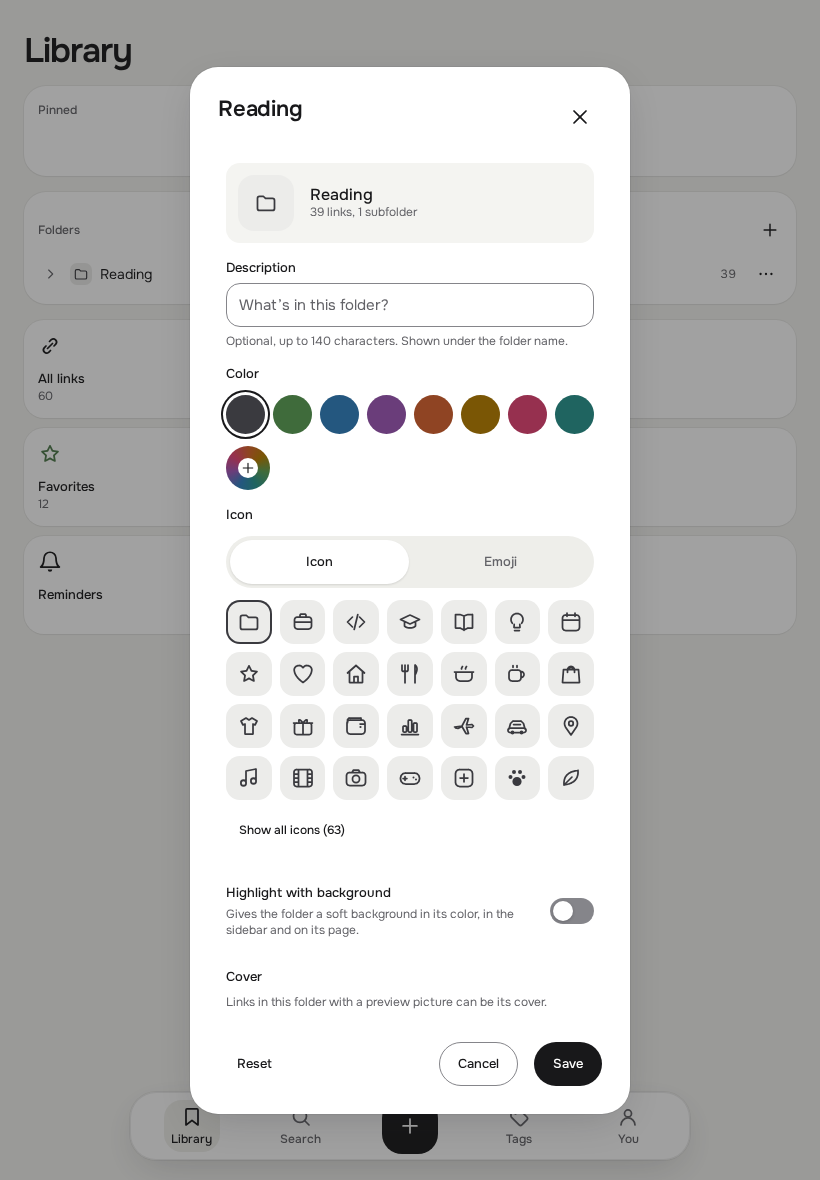 Library
Pinned
Folders
Reading
39
All links
60
Favorites
12
Reminders
Reading
Reading
39 links, 1 subfolder
Description
What's in this folder?
Optional, up to 140 characters. Shown under the folder name.
Color
Icon
Icon
Emoji
Show all icons (63)
Highlight with background
Gives the folder a soft background in its color, in the
sidebar and on its page.
Cover
Links in this folder with a preview picture can be its cover.
Reset
Cancel
Save
Library
Search
Tags
You